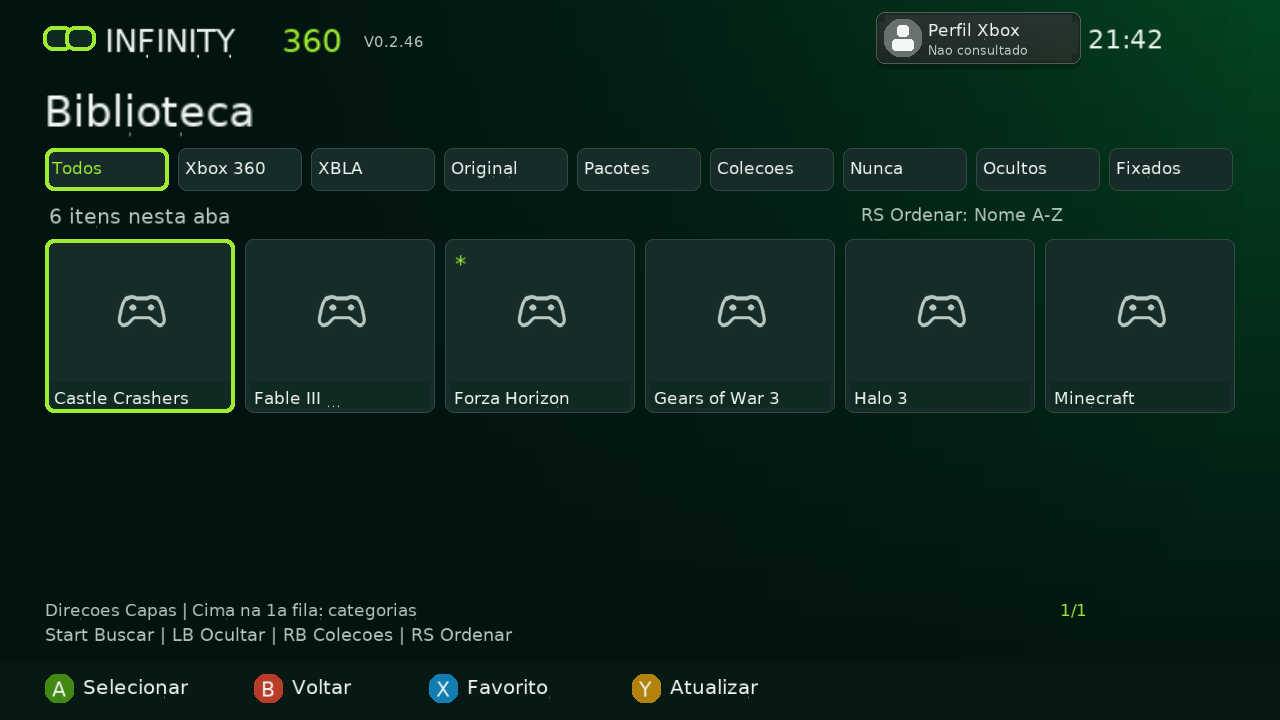 INFINITY 360 V0.2.46
Perfil Xbox
Nao consultado
21:42
Biblioteca
Todos Xbox 360 XBLA Original Pacotes Colecoes Nunca Ocultos Fixados
6 itens nesta aba
RS Ordenar: Nome A-Z
*
Castle Crashers
Fable III ...
Forza Horizon
Gears of War 3
Halo 3
Minecraft
Direcoes Capas | Cima na 1a fila: categorias
1/1
Start Buscar | LB Ocultar | RB Colecoes | RS Ordenar
A Selecionar B Voltar X Favorito Y Atualizar